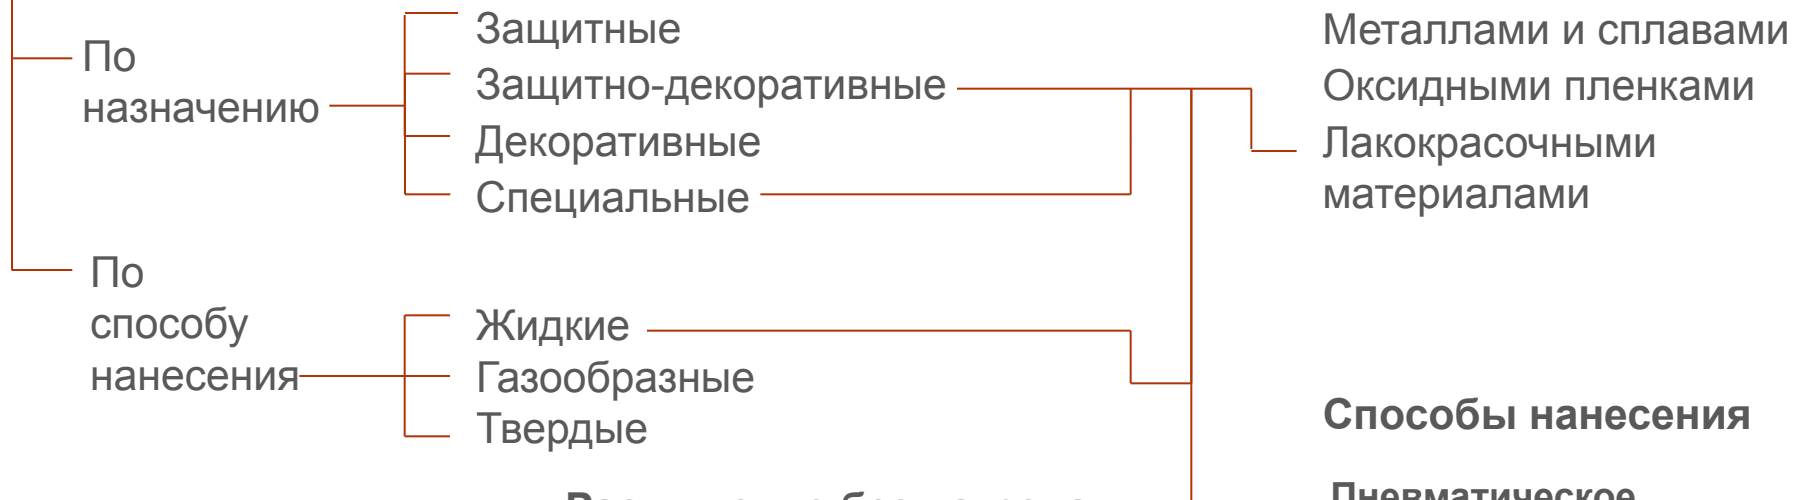 По
назначению
Защитные
Защитно-декоративные
Декоративные
Специальные
Металлами и сплавами
Оксидными пленками
Лакокрасочными
материалами
По
способу
нанесения
Жидкие
Газообразные
Твердые
Способы нанесения
Пневматическое